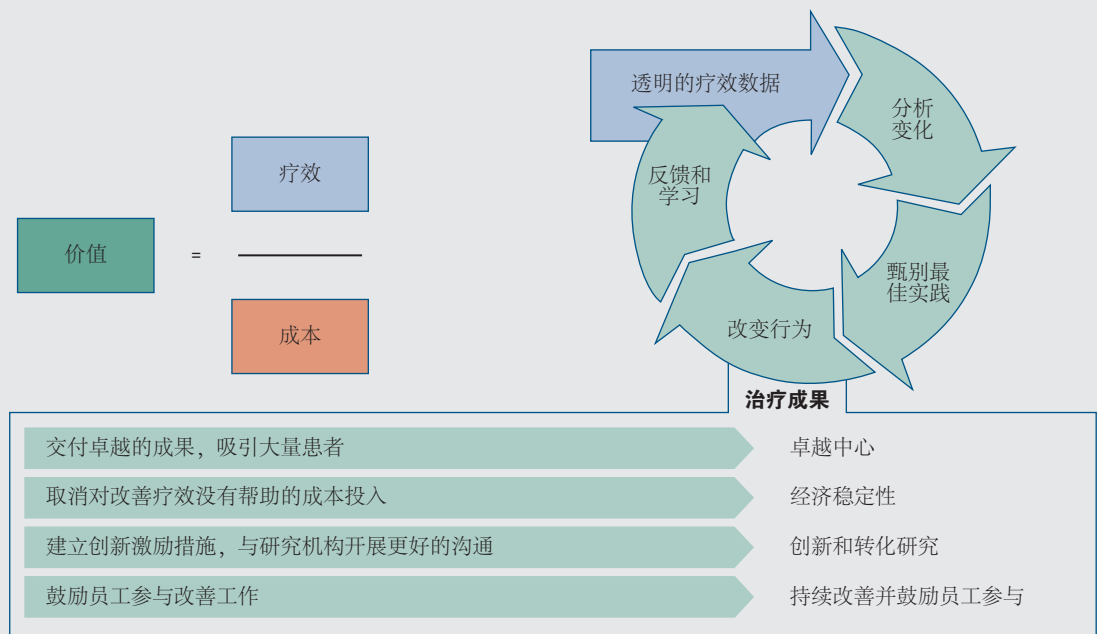 透明的疗效数据
分析
变化
疗效
反馈和
学习
价值
=
甄别最
佳实践
成本
改变行为
治疗成果
交付卓越的成果，吸引大量患者
卓越中心
取消对改善疗效没有帮助的成本投入
经济稳定性
建立创新激励措施，与研究机构开展更好的沟通
创新和转化研究
鼓励员工参与改善工作
持续改善并鼓励员工参与